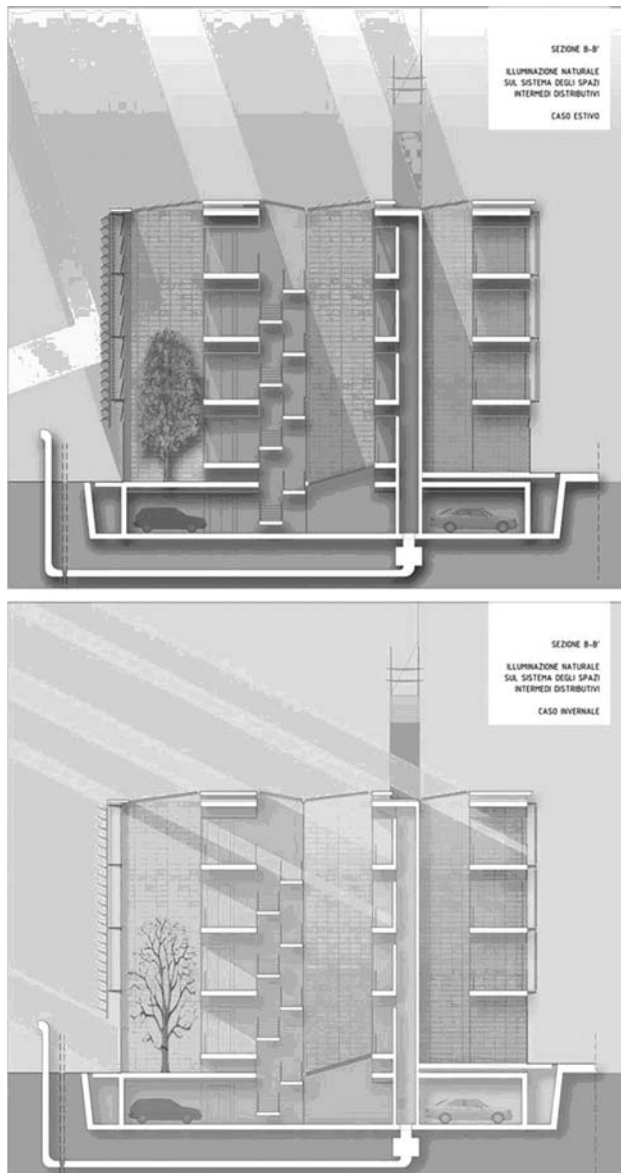 SEZIONE B-B'
ILLUMINAZIONE NATURALE
SUL SISTEMA DEGLI SPAZI
INTERMEDI DISTRIBUTIVI
CASO ESTIVO
SEZIONE B-B'
ILLUMINAZIONE NATURALE
SUL SISTEMA DEGLI SPAZI
INTERMEDI DISTRIBUTIVI
CASO INVERNALE